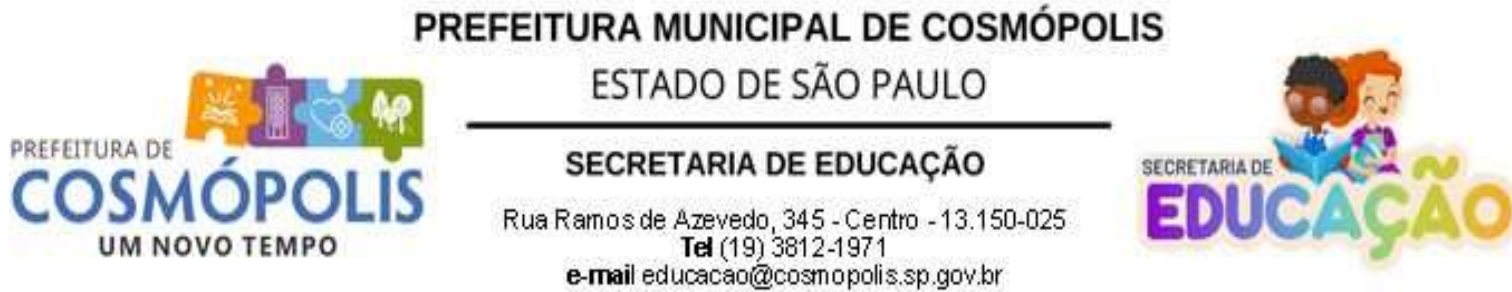 PREFEITURA MUNICIPAL DE COSMÓPOLIS
ESTADO DE SÃO PAULO
SECRETARIA DE EDUCAÇÃO
Rua Ramos de Azevedo, 345 - Centro - 13.150-025
Tel (19) 3812-1971
e-mail educacao@cosmopolis.sp.gov.br
PREFEITURA DE
COSMÓPOLIS
UM NOVO TEMPO
SECRETARIA DE
EDUCAÇÃO